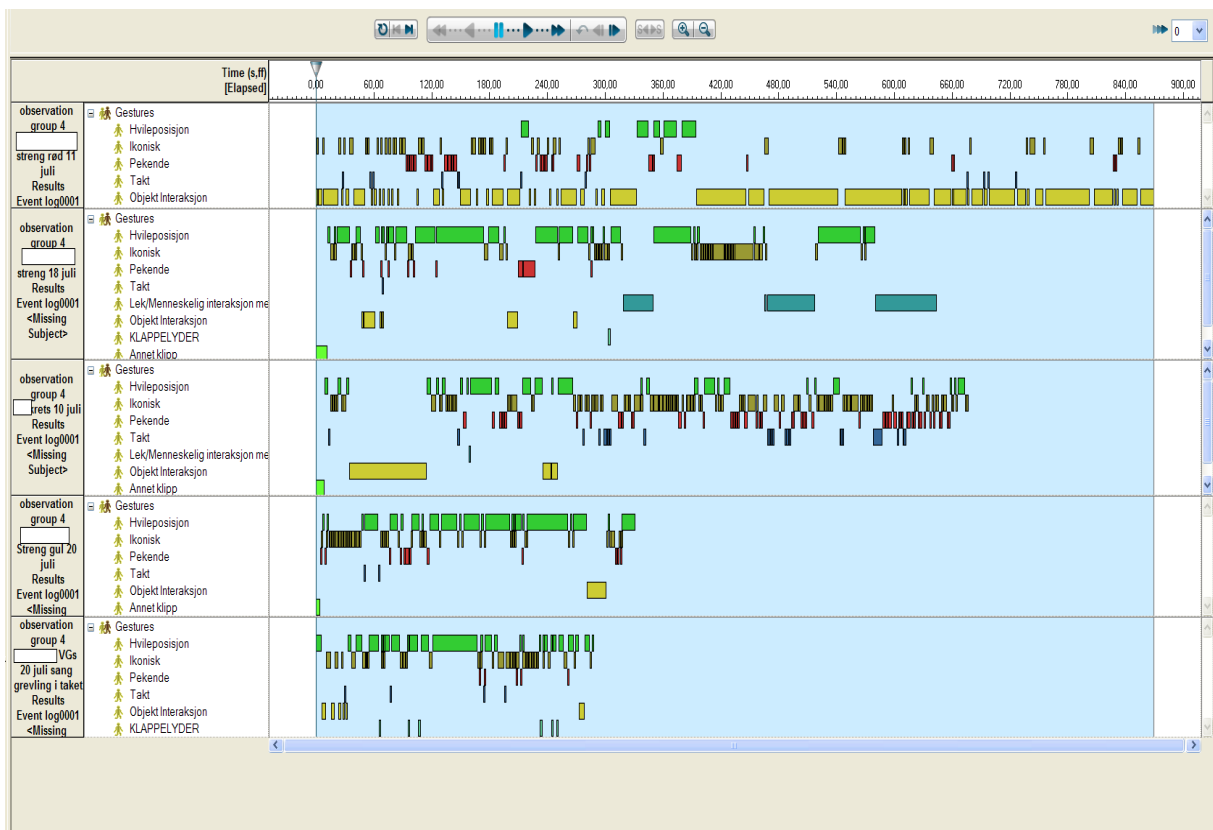 S◄►S
0
Time (s,ff)
[Elapsed]
0,00 60,00 120,00 180,00 240,00 300,00 360,00 420,00 480,00 540,00 600,00 660,00 720,00 780,00 840,00 900,00
observation
group 4
streng rød 11
juli
Results
Event log0001
Gestures
Hvileposisjon
Ikonisk
Pekende
Takt
Objekt Interaksjon
observation
group 4
streng 18 juli
Results
Event log0001
<Missing
Subject>
Gestures
Hvileposisjon
Ikonisk
Pekende
Takt
Lek/Menneskelig interaksjon me
Objekt Interaksjon
KLAPPELYDER
Annet klipp
observation
group 4
krets 10 juli
Results
Event log0001
<Missing
Subject>
Gestures
Hvileposisjon
Ikonisk
Pekende
Takt
Lek/Menneskelig interaksjon me
Objekt Interaksjon
Annet klipp
observation
group 4
Streng gul 20
juli
Results
Event log0001
<Missing
Gestures
Hvileposisjon
Ikonisk
Pekende
Takt
Objekt Interaksjon
Annet klipp
observation
group 4
VGs
20 juli sang
grevling i taket
Results
Event log0001
<Missing
Gestures
Hvileposisjon
Ikonisk
Pekende
Takt
Objekt Interaksjon
KLAPPELYDER